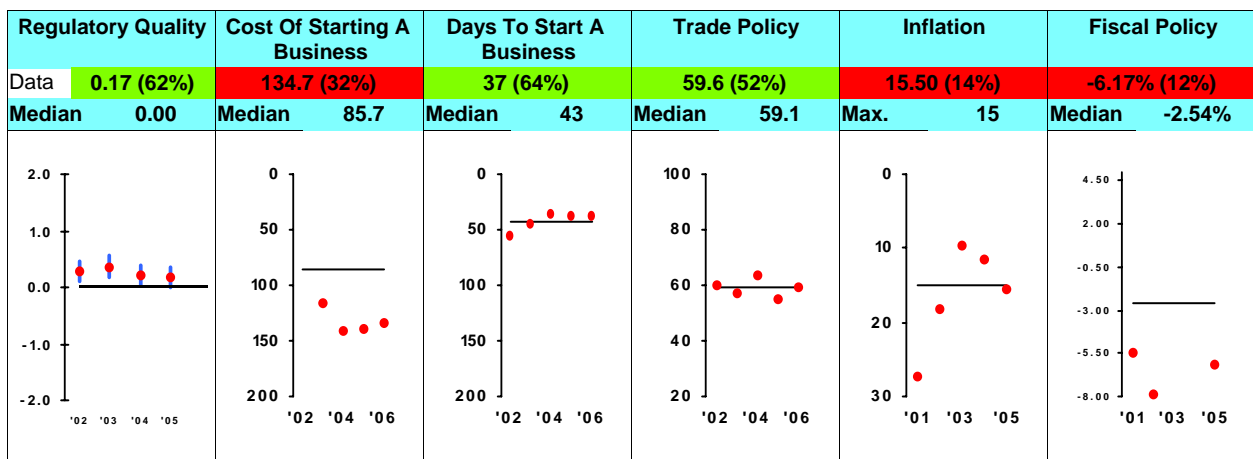 Regulatory Quality
Cost Of Starting A
Business
Days To Start A
Business
Trade Policy
Inflation
Fiscal Policy
Data 0.17 (62%) 134.7 (32%) 37 (64%) 59.6 (52%) 15.50 (14%) -6.17% (12%)
Median 0.00 Median 85.7 Median 43 Median 59.1 Max. 15 Median -2.54%
2.0
1.0
0.0
-1.0
-2.0
'02 '03 '04 '05
0
50
100
150
200
'02 '04 '06
0
50
100
150
200
'02 '04 '06
100
80
60
40
20
'02 '04 '06
0
10
20
30
'01 '03 '05
4.50
2.00
-0.50
-3.00
-5.50
-8.00
'01 '03 '05